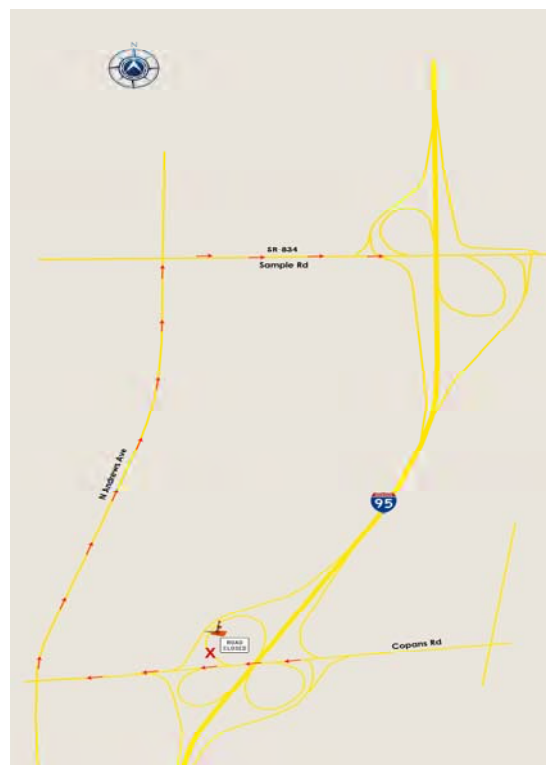 N
SR 834
Sample Rd
N Andrews Ave
95
ROAD
CLOSED
X
Copans Rd